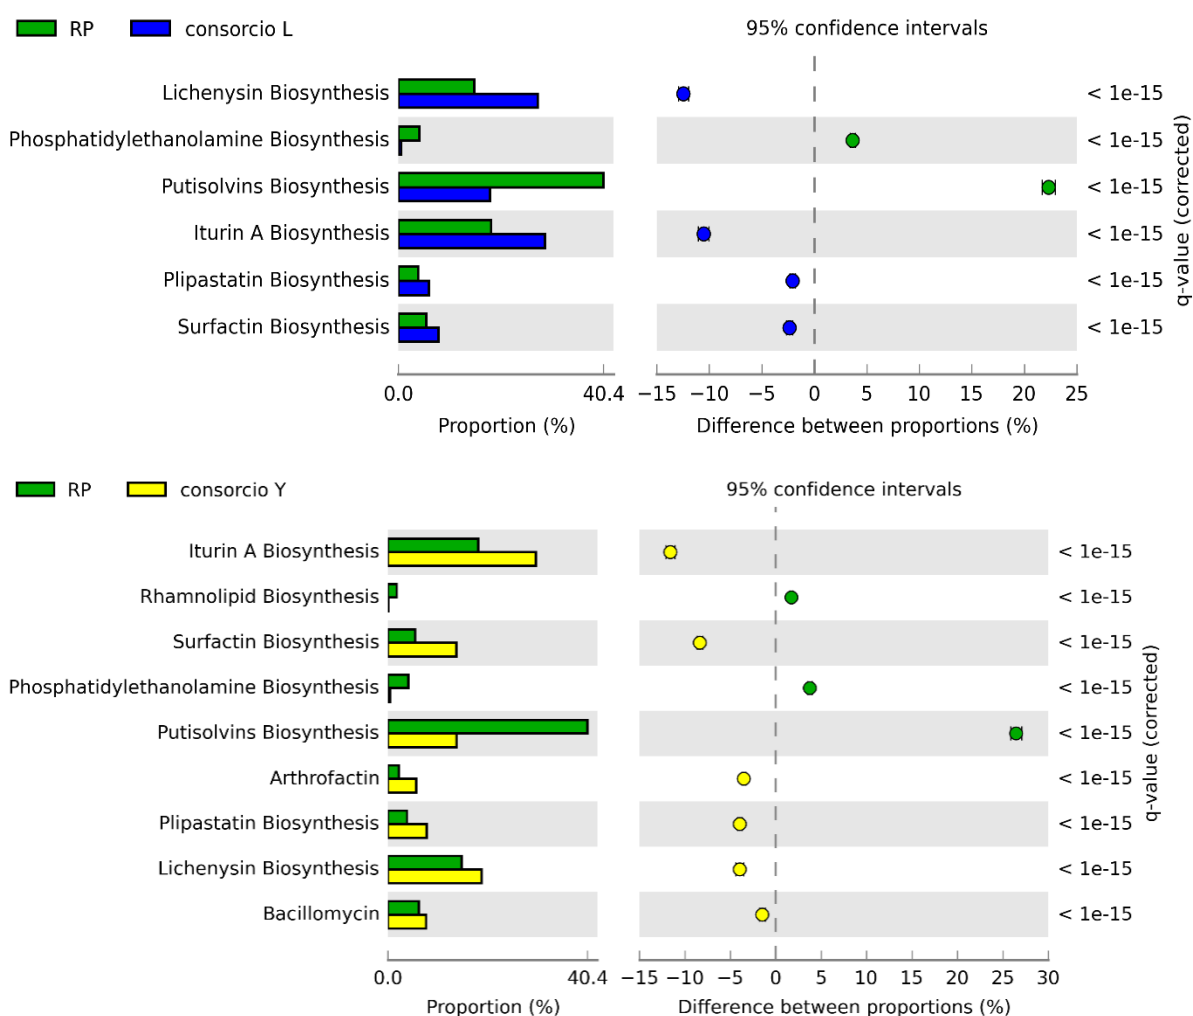 RP consorcio L 95% confidence intervals
Lichenysin Biosynthesis < 1e-15
Phosphatidylethanolamine Biosynthesis < 1e-15
Putisolvins Biosynthesis < 1e-15
Iturin A Biosynthesis < 1e-15
Plipastatin Biosynthesis < 1e-15
Surfactin Biosynthesis < 1e-15
q-value (corrected)
0.0 40.4 −15 −10 −5 0 5 10 15 20 25
Proportion (%) Difference between proportions (%)
RP consorcio Y 95% confidence intervals
Iturin A Biosynthesis < 1e-15
Rhamnolipid Biosynthesis < 1e-15
Surfactin Biosynthesis < 1e-15
Phosphatidylethanolamine Biosynthesis < 1e-15
Putisolvins Biosynthesis < 1e-15
Arthrofactin < 1e-15
Plipastatin Biosynthesis < 1e-15
Lichenysin Biosynthesis < 1e-15
Bacillomycin < 1e-15
q-value (corrected)
0.0 40.4 −15 −10 −5 0 5 10 15 20 25 30
Proportion (%) Difference between proportions (%)